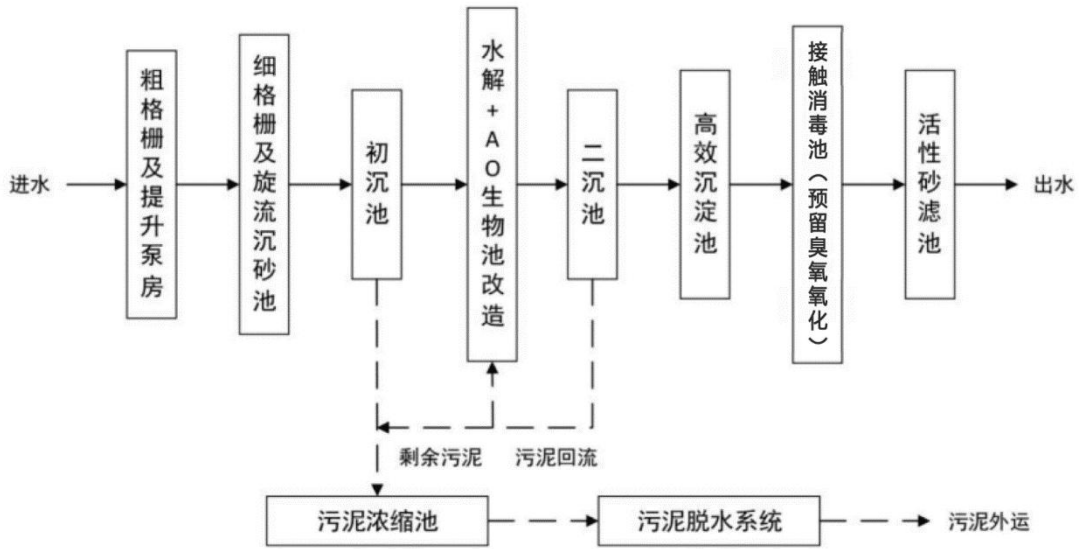 进水
粗格栅及提升泵房
细格栅及旋流沉砂池
初沉池
水解+AO生物池改造
二沉池
高效沉淀池
接触消毒池（预留臭氧氧化）
活性砂滤池
出水
剩余污泥
污泥回流
污泥浓缩池
污泥脱水系统
污泥外运